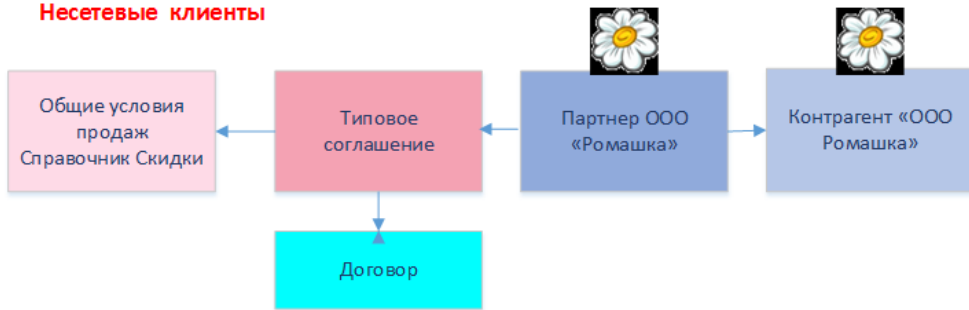 Несетевые клиенты
Общие условия
продаж
Справочник Скидки
Типовое
соглашение
Партнер ООО
«Ромашка»
Контрагент «ООО
Ромашка»
Договор